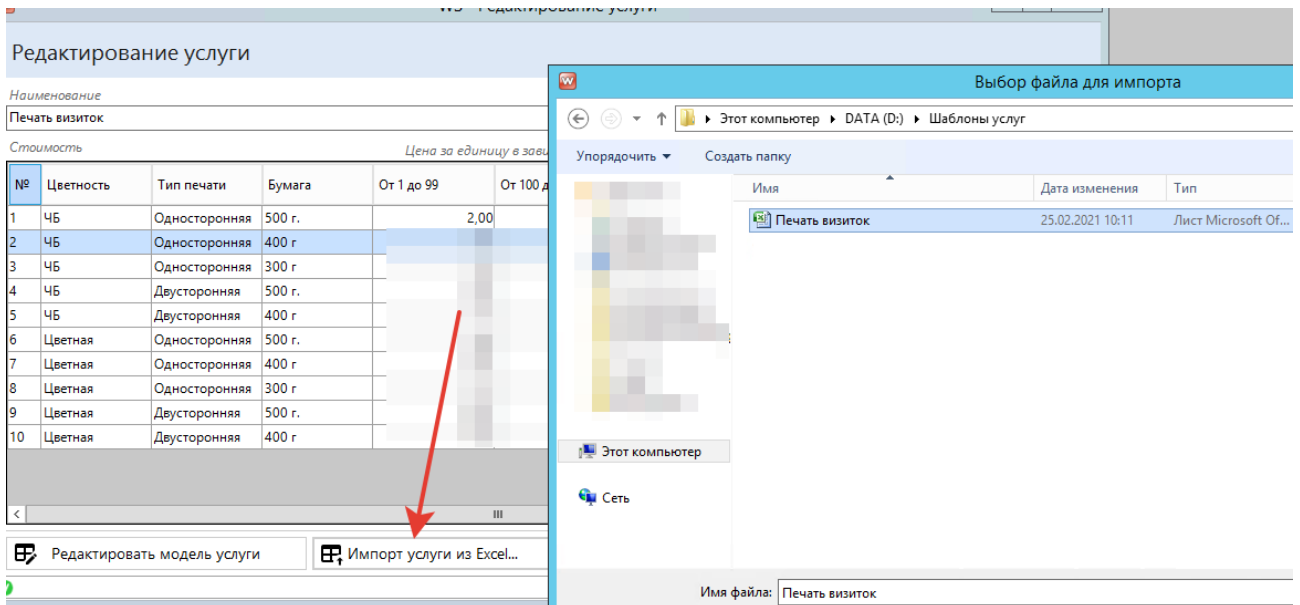 Редактирование услуги
Выбор файла для импорта
Наименование
Печать визиток
Этот компьютер ▸ DATA (D:) ▸ Шаблоны услуг
Стоимость
Цена за единицу в
Упорядочить
Создать папку
№ Цветность Тип печати Бумага От 1 до 99 От 100
Имя Дата изменения Тип
Печать визиток 25.02.2021 10:11 Лист Microsoft Of...
1 ЧБ Односторонняя 500 г. 2,00
2 ЧБ Односторонняя 400 г
3 ЧБ Односторонняя 300 г
4 ЧБ Двусторонняя 500 г.
5 ЧБ Двусторонняя 400 г
6 Цветная Односторонняя 500 г.
7 Цветная Односторонняя 400 г
8 Цветная Односторонняя 300 г
9 Цветная Двусторонняя 500 г.
10 Цветная Двусторонняя 400 г
Этот компьютер
Сеть
Редактировать модель услуги
Импорт услуги из Excel...
Имя файла: Печать визиток